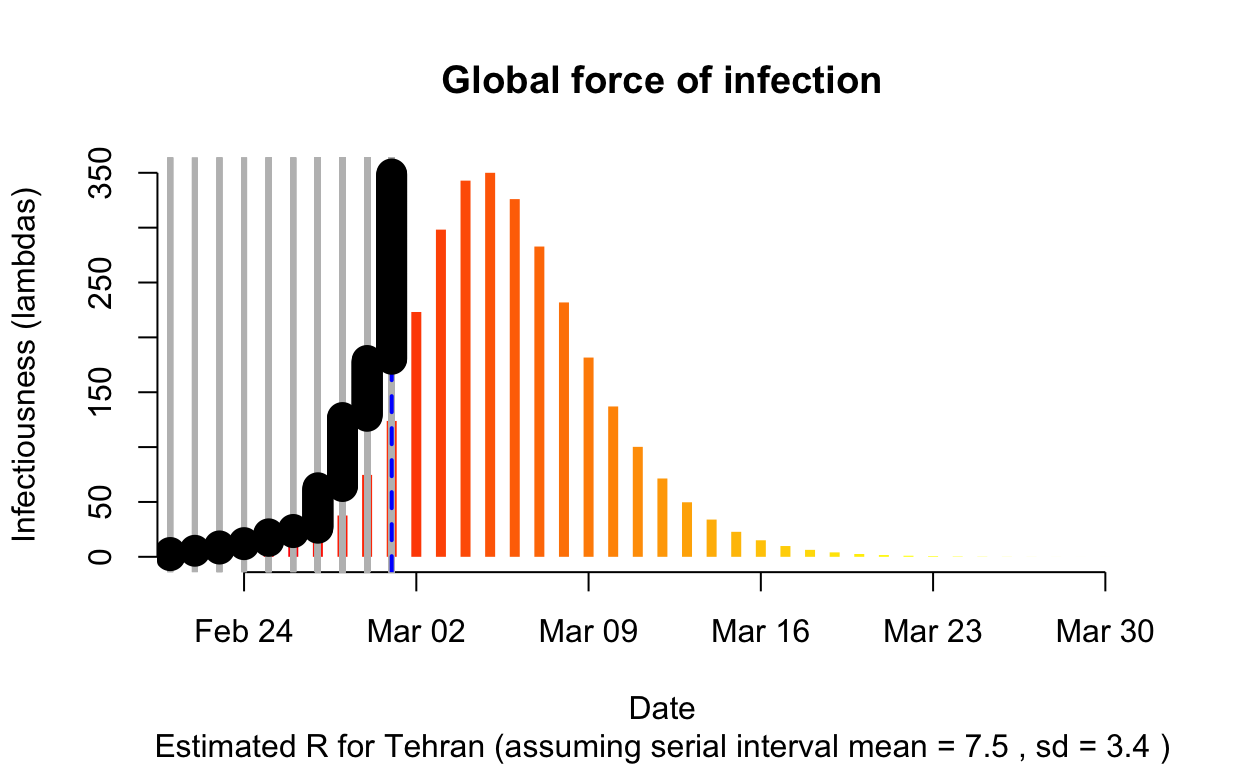 Global force of infection
Infectiousness (lambdas)
350
250
150
50
0
Feb 24 Mar 02 Mar 09 Mar 16 Mar 23 Mar 30
Date
Estimated R for Tehran (assuming serial interval mean = 7.5 , sd = 3.4 )